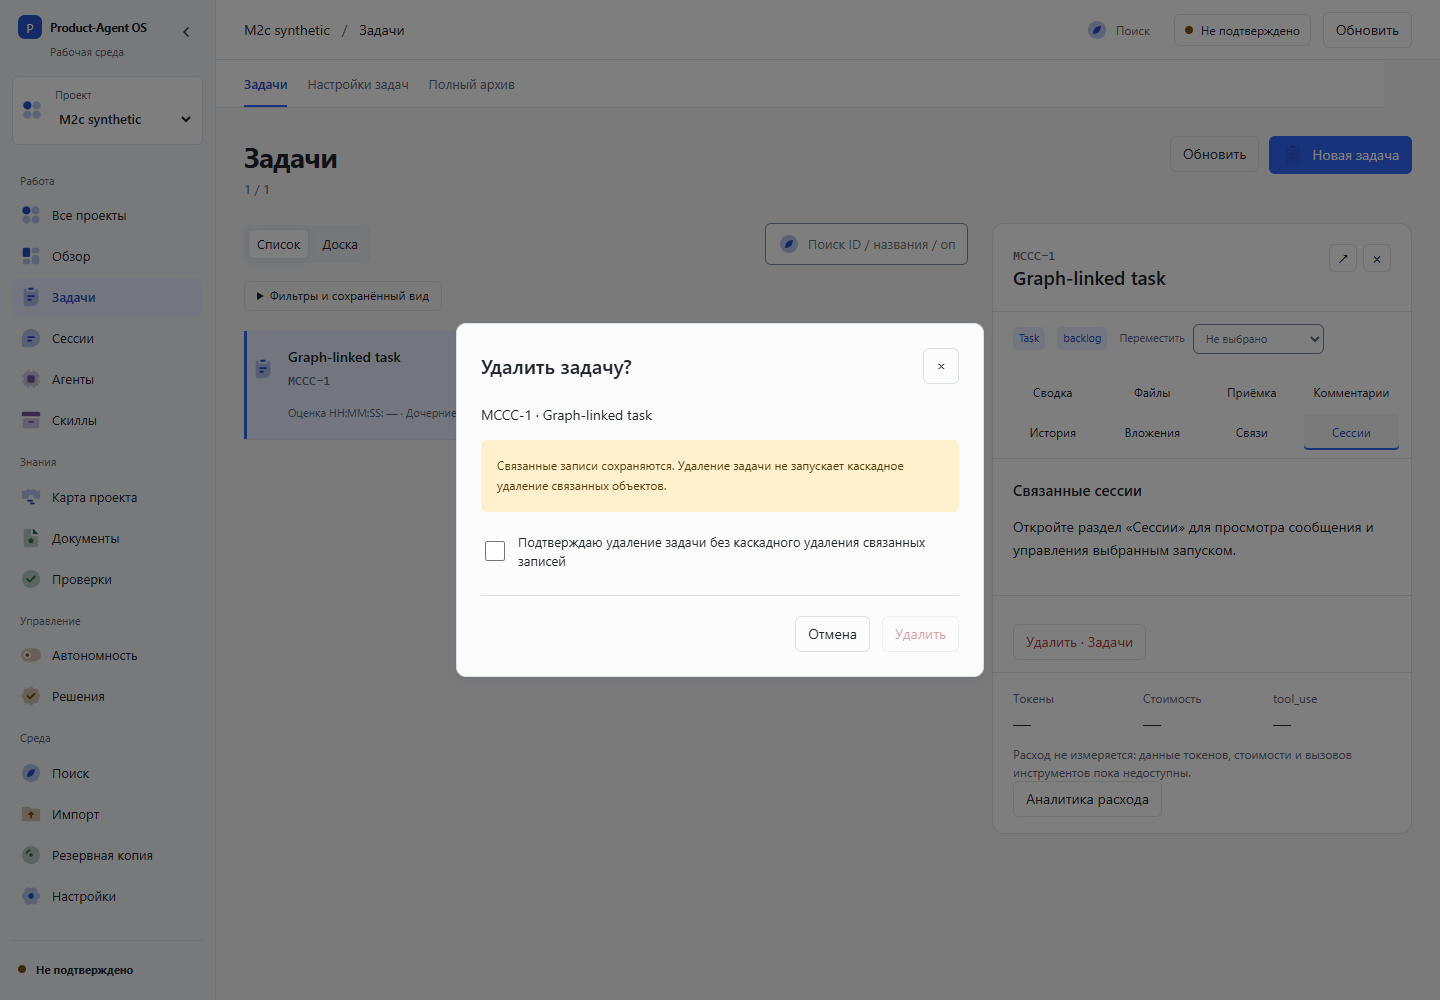 P
Product-Agent OS
Рабочая среда
Проект
M2c synthetic
Работа
Все проекты
Обзор
Задачи
Сессии
Агенты
Скиллы
Знания
Карта проекта
Документы
Проверки
Управление
Автономность
Решения
Среда
Поиск
Импорт
Резервная копия
Настройки
Не подтверждено
M2c synthetic / Задачи
Поиск
Не подтверждено
Обновить
Задачи Настройки задач Полный архив
Задачи
1 / 1
Обновить
Новая задача
Список Доска
Поиск ID / названия / оп
Фильтры и сохранённый вид
Graph-linked task
MCCC-1
Оценка HH:MM:SS: — · Дочерние
MCCC-1
Graph-linked task
Task backlog Переместить Не выбрано
Сводка Файлы Приёмка Комментарии
История Вложения Связи Сессии
Связанные сессии
Откройте раздел «Сессии» для просмотра сообщения и
управления выбранным запуском.
Удалить · Задачи
Токены Стоимость tool_use
— — —
Расход не измеряется: данные токенов, стоимости и вызовов
инструментов пока недоступны.
Аналитика расхода
Удалить задачу?
×
MCCC-1 · Graph-linked task
Связанные записи сохраняются. Удаление задачи не запускает каскадное
удаление связанных объектов.
Подтверждаю удаление задачи без каскадного удаления связанных
записей
Отмена
Удалить